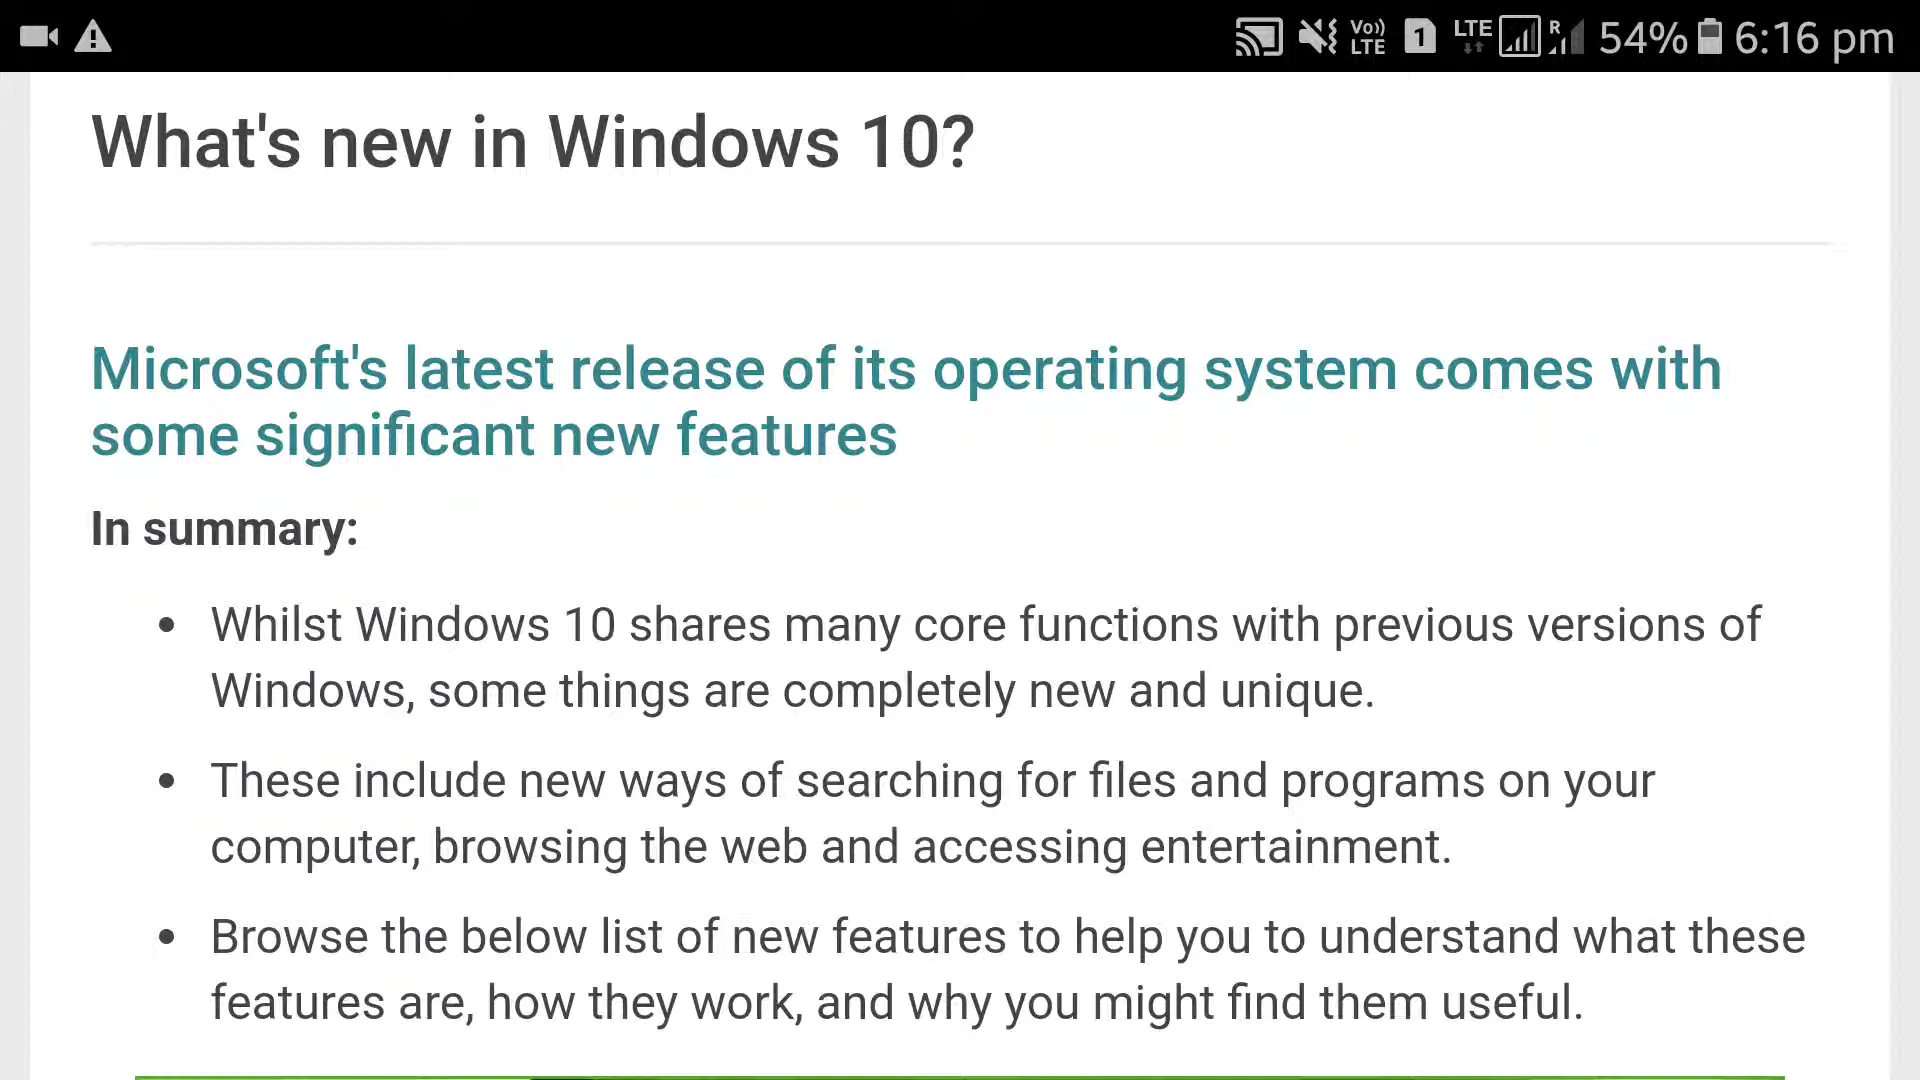 Vo))
LTE
1
LTE
R
54%
6:16 pm
What's new in Windows 10?
Microsoft's latest release of its operating system comes with
some significant new features
In summary:
• Whilst Windows 10 shares many core functions with previous versions of
Windows, some things are completely new and unique.
• These include new ways of searching for files and programs on your
computer, browsing the web and accessing entertainment.
• Browse the below list of new features to help you to understand what these
features are, how they work, and why you might find them useful.